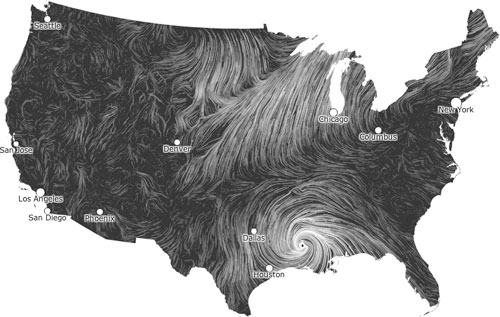 Seattle
New York
Chicago
Columbus
Denver
San Jose
Los Angeles
San Diego
Phoenix
Dallas
Houston